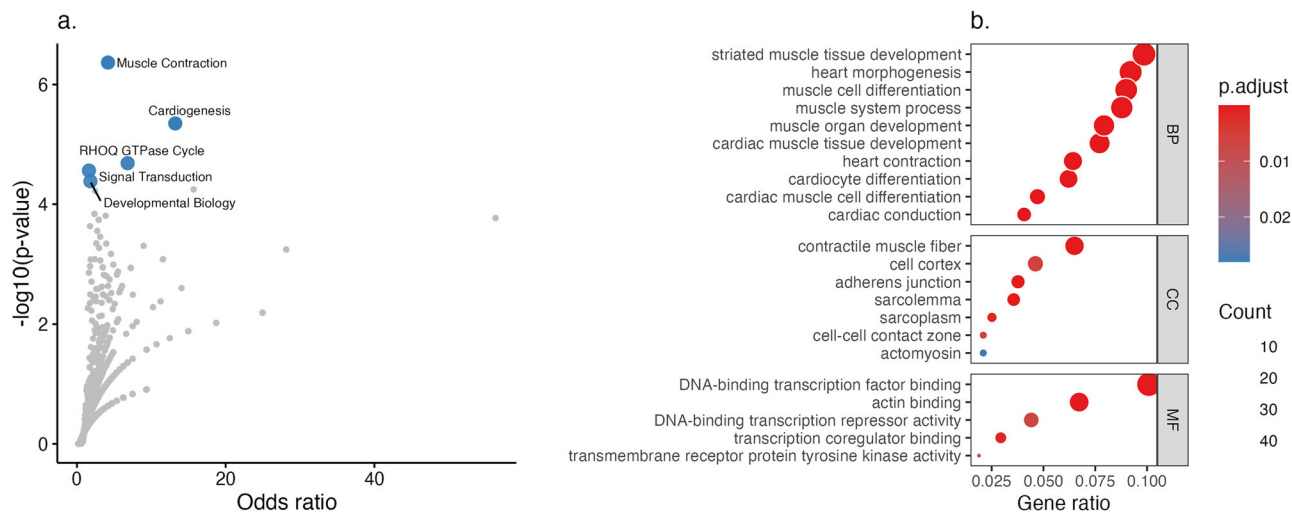 a.
Muscle Contraction
Cardiogenesis
RHOQ GTPase Cycle
Signal Transduction
Developmental Biology
6
4
2
0
-log10(p-value)
0
20
40
Odds ratio
b.
striated muscle tissue development
heart morphogenesis
muscle cell differentiation
muscle system process
muscle organ development
cardiac muscle tissue development
heart contraction
cardiocyte differentiation
cardiac muscle cell differentiation
cardiac conduction
BP
contractile muscle fiber
cell cortex
adherens junction
sarcolemma
sarcoplasm
cell-cell contact zone
actomyosin
CC
DNA-binding transcription factor binding
actin binding
DNA-binding transcription repressor activity
transcription coregulator binding
transmembrane receptor protein tyrosine kinase activity
MF
0.025
0.050
0.075
0.100
Gene ratio
p.adjust
0.01
0.02
Count
10
20
30
40